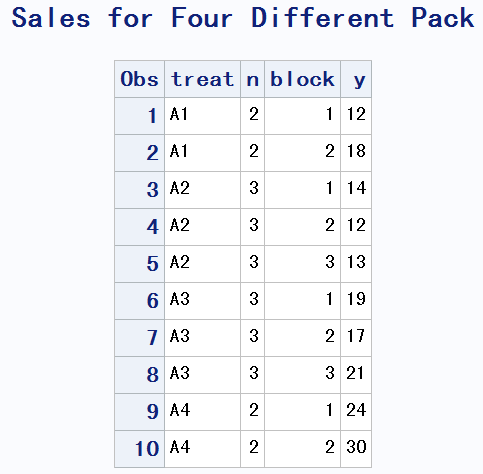 Sales for Four Different Pack
Obs treat n block y
1 A1 2 1 12
2 A1 2 2 18
3 A2 3 1 14
4 A2 3 2 12
5 A2 3 3 13
6 A3 3 1 19
7 A3 3 2 17
8 A3 3 3 21
9 A4 2 1 24
10 A4 2 2 30